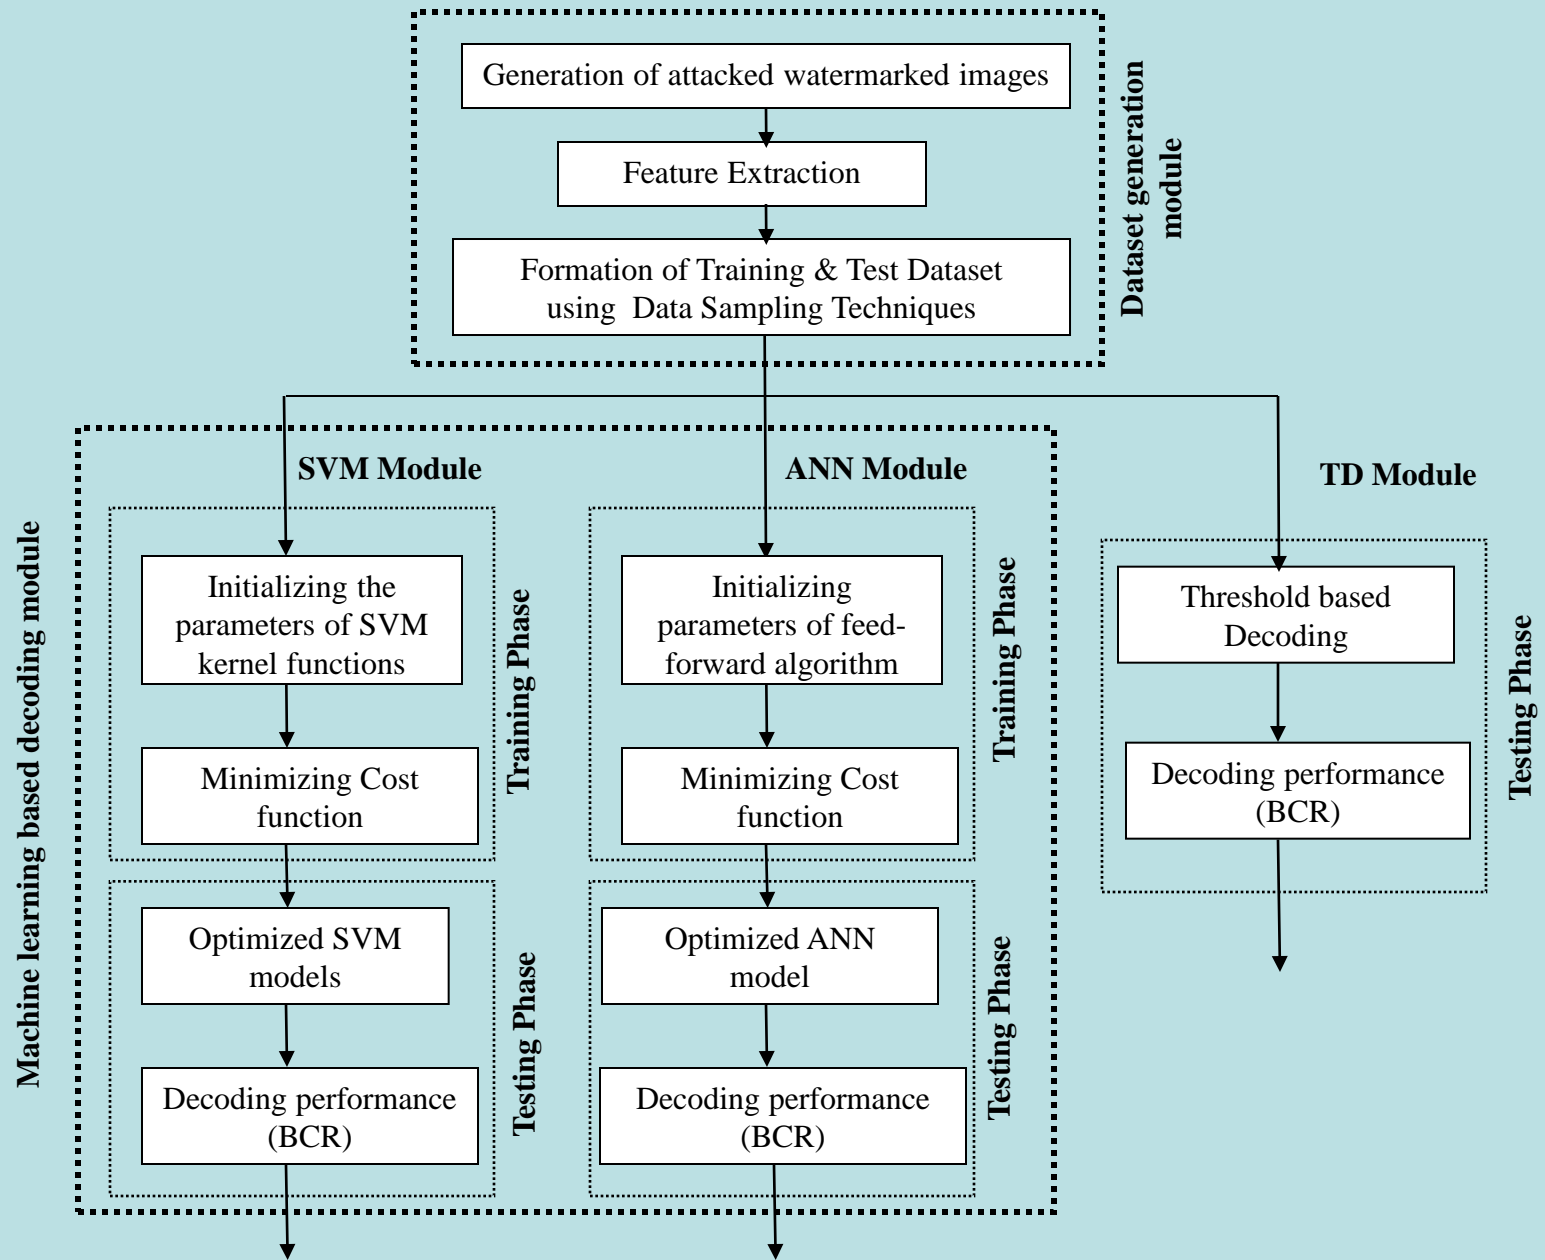 Generation of attacked watermarked images
Feature Extraction
Formation of Training & Test Dataset
using Data Sampling Techniques
Dataset generation
module
Machine learning based decoding module
SVM Module
Initializing the
parameters of SVM
kernel functions
Minimizing Cost
function
Training Phase
Optimized SVM
models
Decoding performance
(BCR)
Testing Phase
ANN Module
Initializing
parameters of feed-
forward algorithm
Minimizing Cost
function
Training Phase
Optimized ANN
model
Decoding performance
(BCR)
Testing Phase
TD Module
Threshold based
Decoding
Decoding performance
(BCR)
Testing Phase